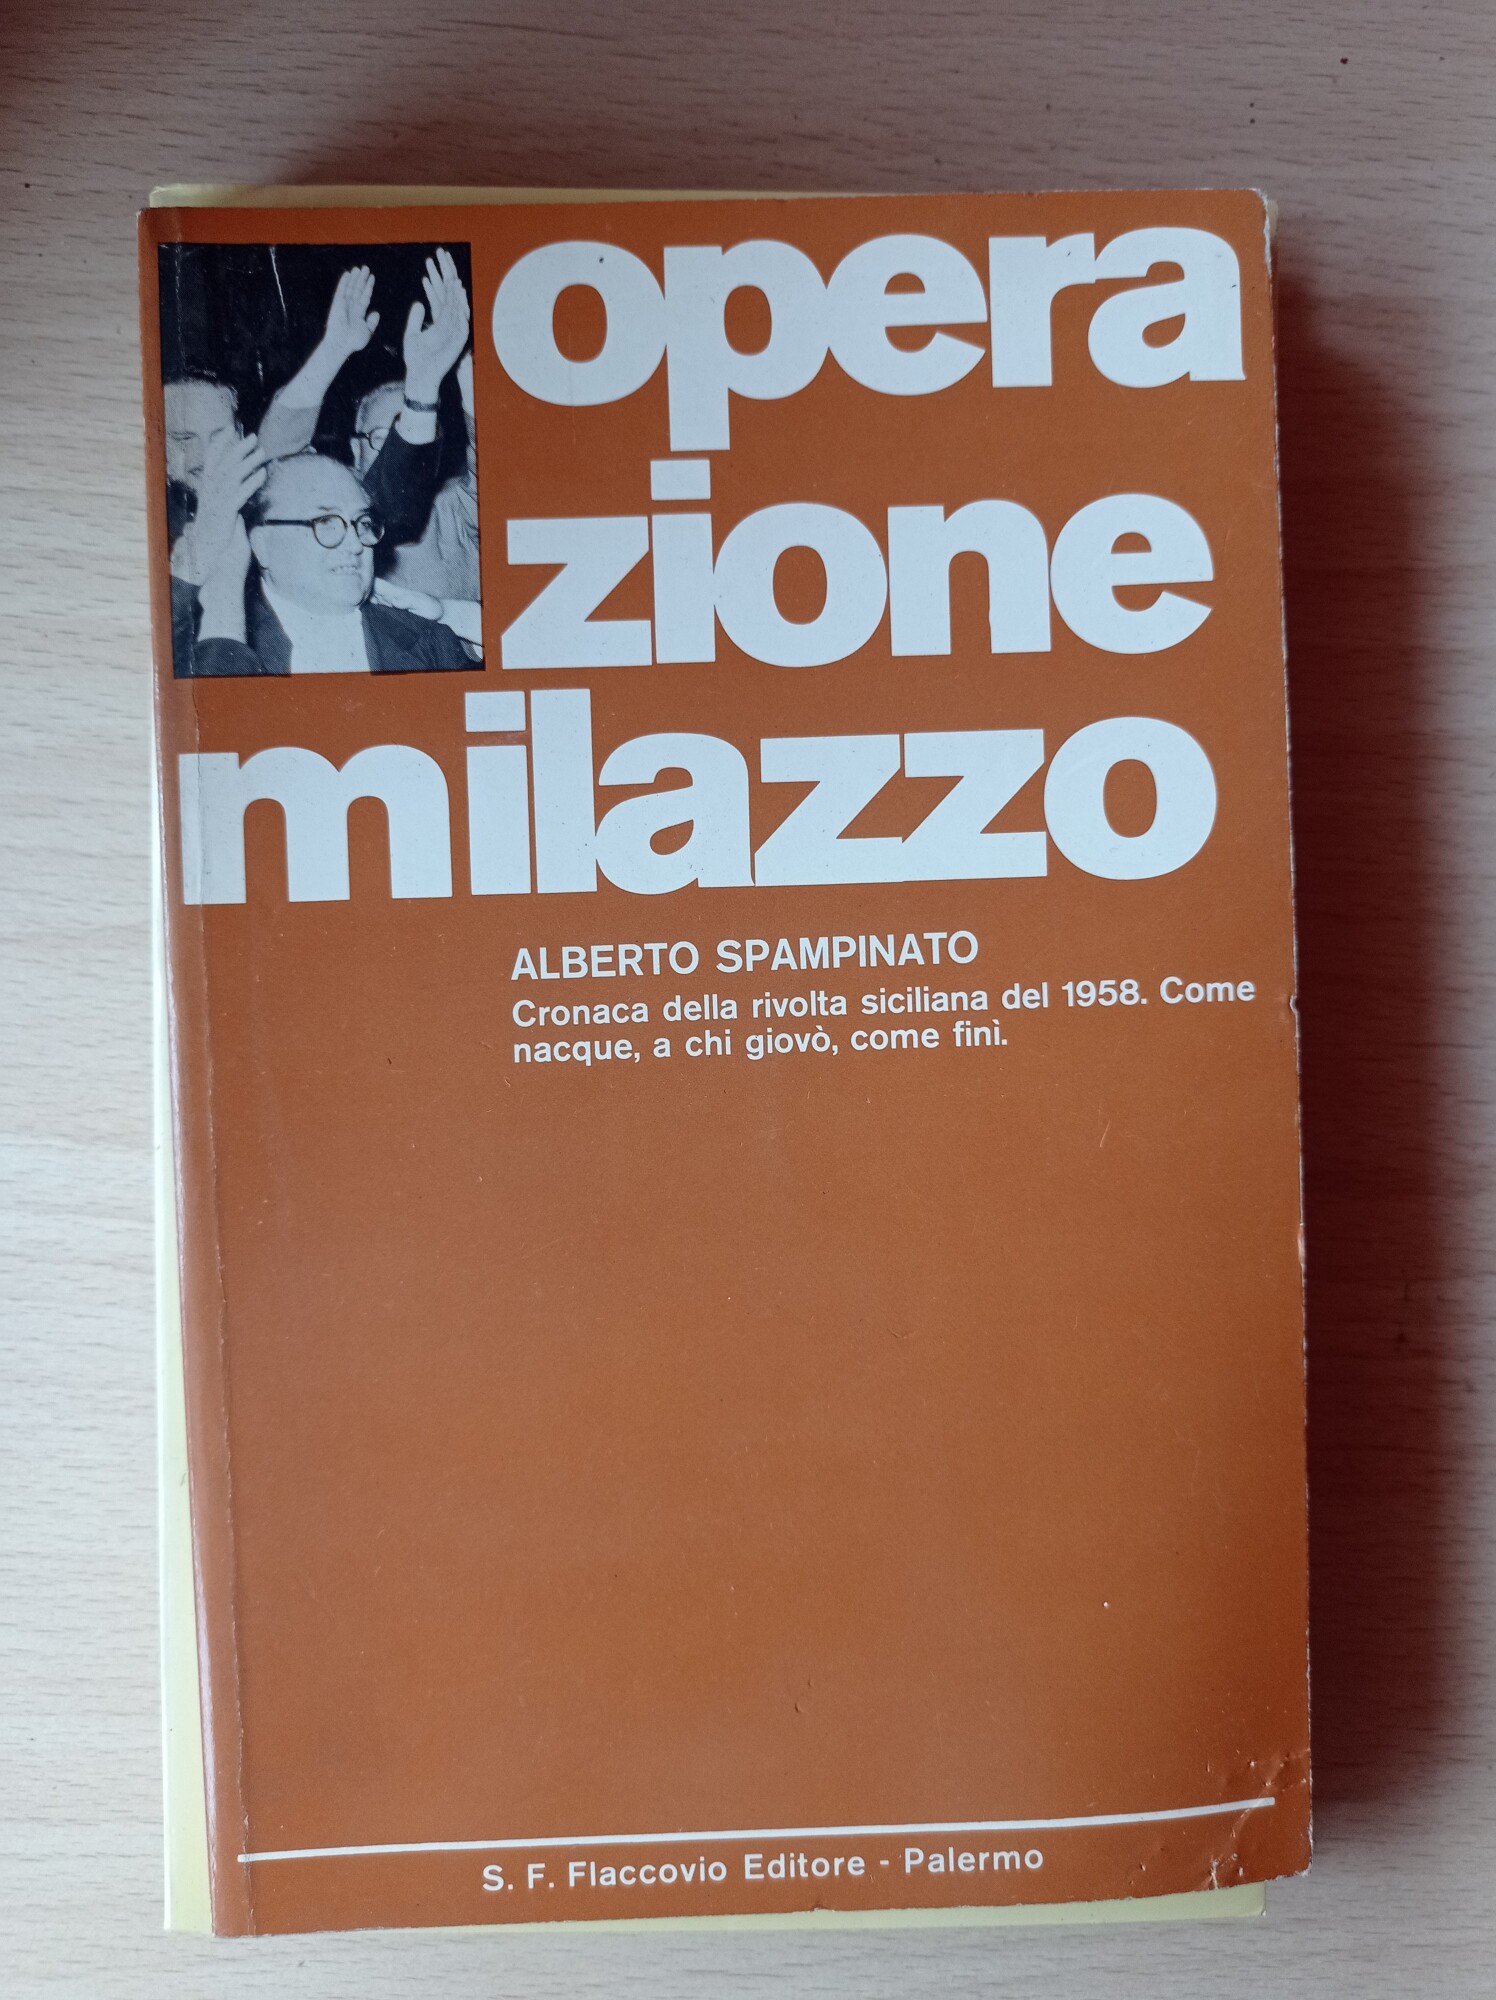 opera
zione
milazzo
ALBERTO SPAMPINATO
Cronaca della rivolta siciliana del 1958. Come
nacque, a chi giovò, come finì.
S. F. Flaccovio Editore - Palermo